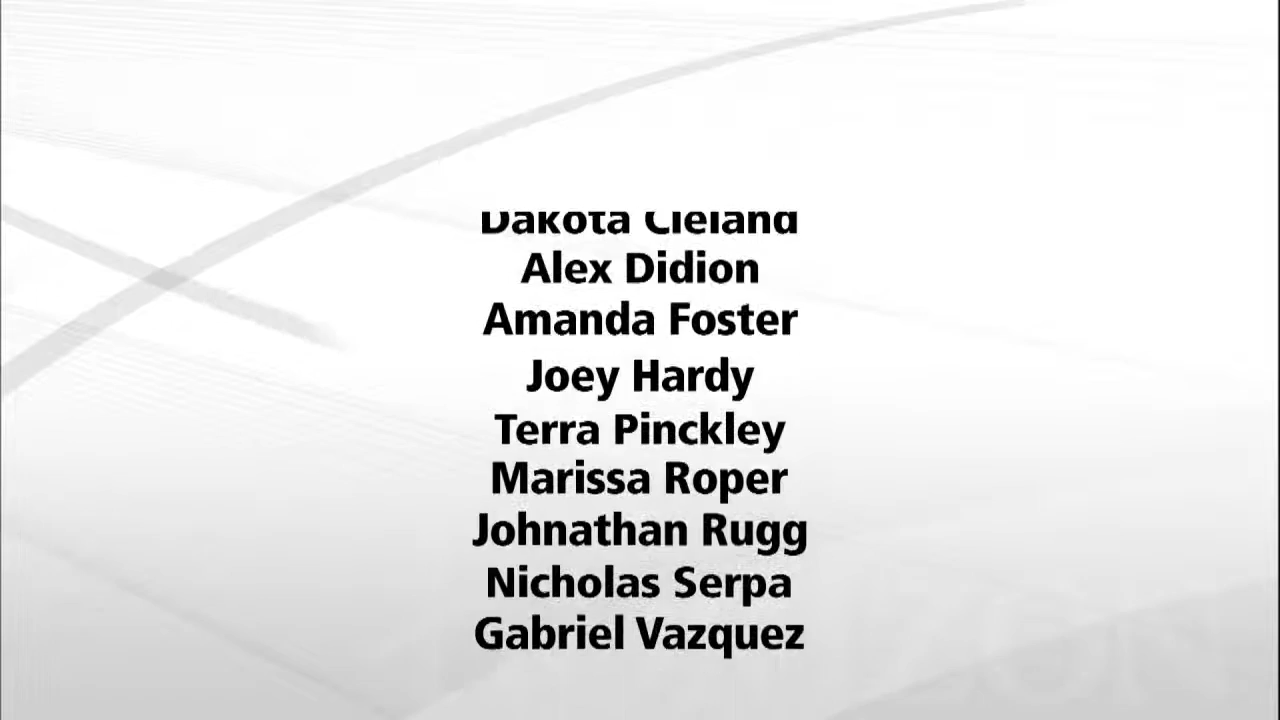 Dakota Cleland
Alex Didion
Amanda Foster
Joey Hardy
Terra Pinckley
Marissa Roper
Johnathan Rugg
Nicholas Serpa
Gabriel Vazquez